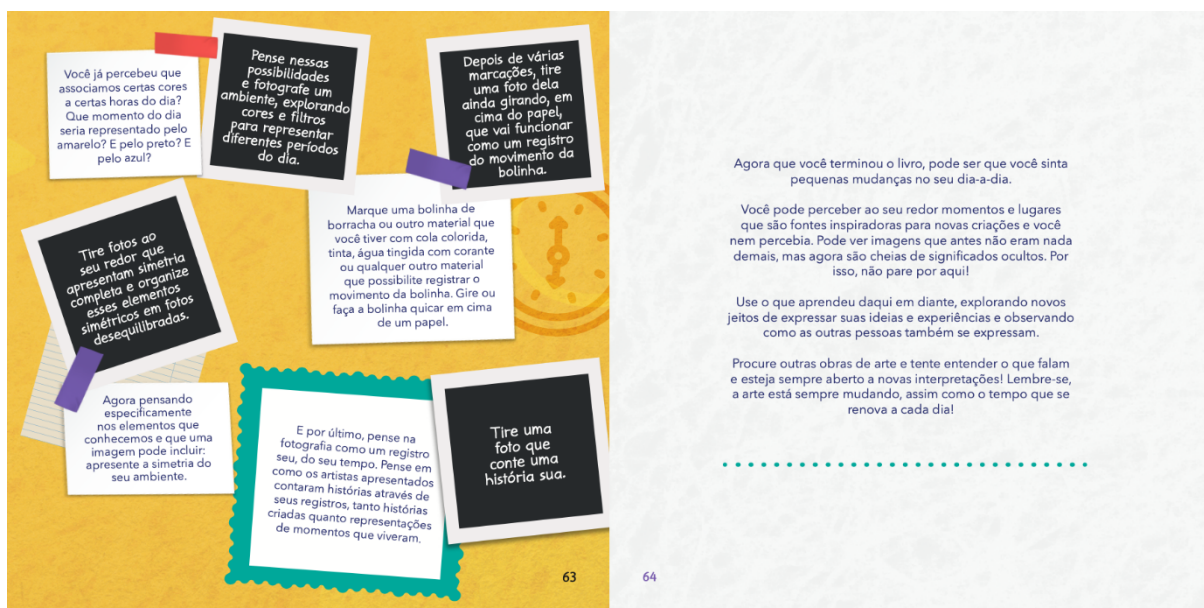 Você já percebeu que
associamos certas cores
a certas horas do dia?
Que momento do dia
seria representado pelo
amarelo? E pelo preto? E
pelo azul?
Pense nessas
possibilidades
e fotografe um
ambiente, explorando
cores e filtros
para representar
diferentes períodos
do dia.
Marque uma bolinha de
borracha ou outro material que
você tiver com cola colorida,
tinta, água tingida com corante
ou qualquer outro material
que possibilite registrar o
movimento da bolinha. Gire ou
faça a bolinha quicar em cima
de um papel.
Depois de várias
marcações, tire
uma foto dela
ainda girando, em
cima do papel,
que vai funcionar
como um registro
do movimento da
bolinha.
Agora pensando
especificamente
nos elementos que
conhecemos e que uma
imagem pode incluir:
apresente a simetria do
seu ambiente.
Tire fotos ao
seu redor que
apresentam simetria
completa e organize
esses elementos
simétricos em fotos
desequilibradas.
E por último, pense na
fotografia como um registro
seu, do seu tempo. Pense em
como os artistas apresentados
contaram histórias através de
seus registros, tanto histórias
criadas quanto representações
de momentos que viveram.
Tire uma
foto que
conte uma
história sua.
63
Agora que você terminou o livro, pode ser que você sinta
pequenas mudanças no seu dia-a-dia.
Você pode perceber ao seu redor momentos e lugares
que são fontes inspiradoras para novas criações e você
nem percebia. Pode ver imagens que antes não eram nada
demais, mas agora são cheias de significados ocultos. Por
isso, não pare por aqui!
Use o que aprendeu daqui em diante, explorando novos
jeitos de expressar suas ideias e experiências e observando
como as outras pessoas também se expressam.
Procure outras obras de arte e tente entender o que falam
e esteja sempre aberto a novas interpretações! Lembre-se,
a arte está sempre mudando, assim como o tempo que se
renova a cada dia!
64